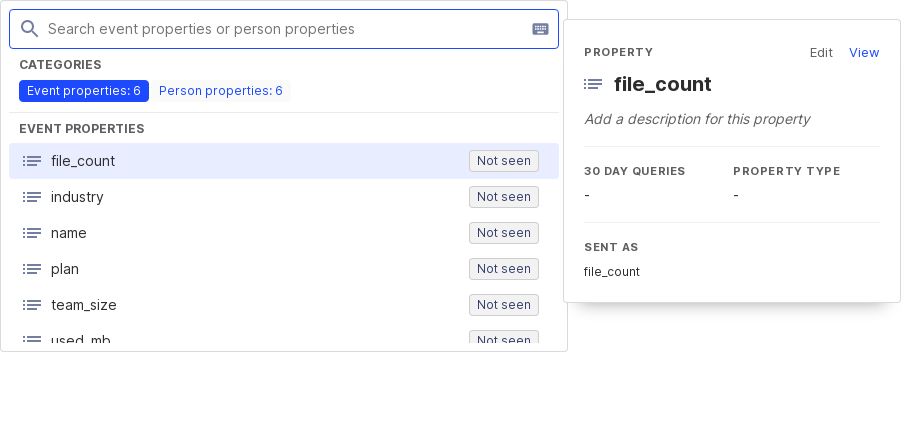 Search event properties or person properties
CATEGORIES
Event properties: 6 Person properties: 6
EVENT PROPERTIES
file_count Not seen
industry Not seen
name Not seen
plan Not seen
team_size Not seen
used_mb Not seen
PROPERTY Edit View
file_count
Add a description for this property
30 DAY QUERIES PROPERTY TYPE
- -
SENT AS
file_count